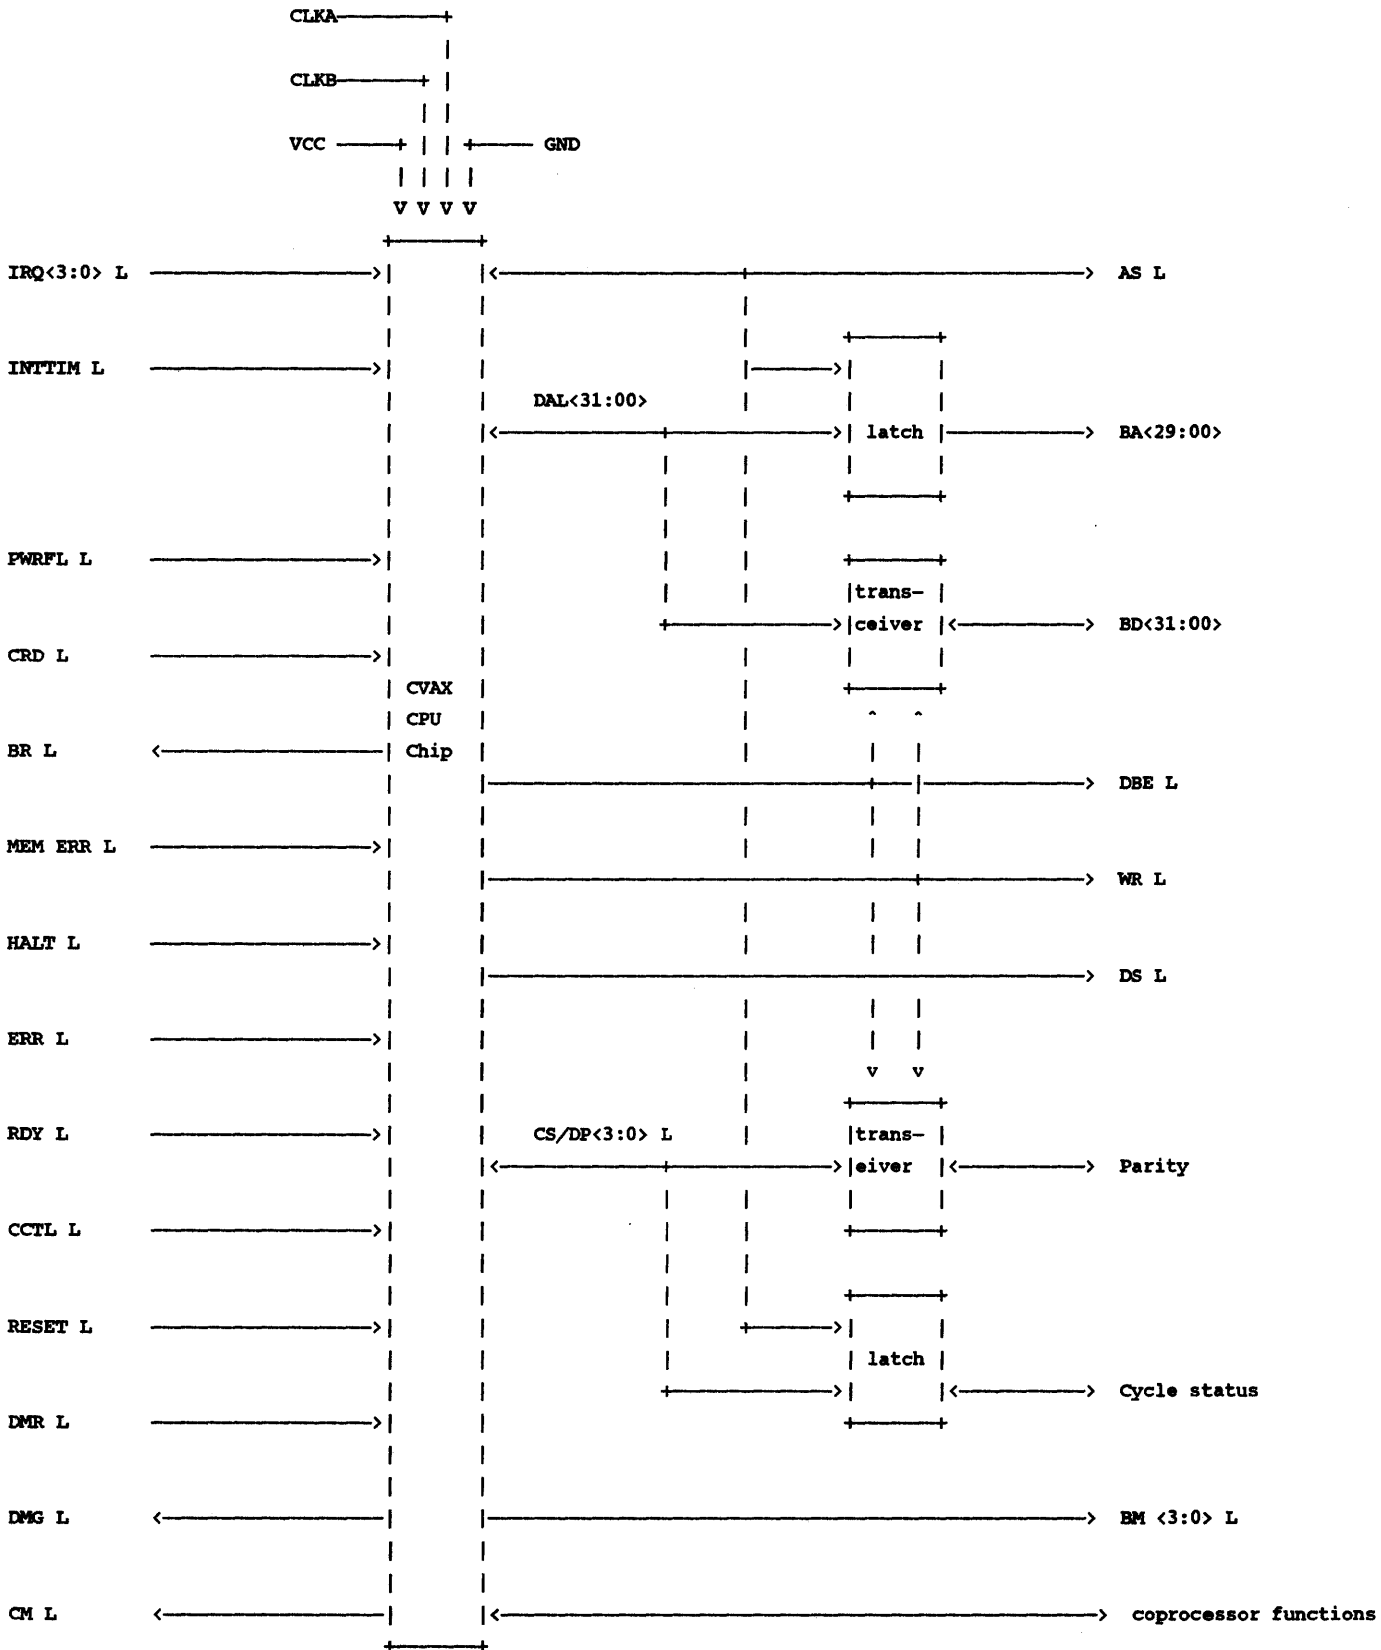 CLKA
CLKB
VCC GND
IRQ<3:0> L AS L
INTTIM L
DAL<31:00>
latch BA<29:00>
PWRFL L
trans-
ceiver BD<31:00>
CRD L
CVAX
CPU
BR L Chip
DBE L
MEM ERR L
WR L
HALT L
DS L
ERR L
RDY L CS/DP<3:0> L trans-
eiver Parity
CCTL L
RESET L
latch
Cycle status
DMR L
DMG L BM <3:0> L
CM L coprocessor functions